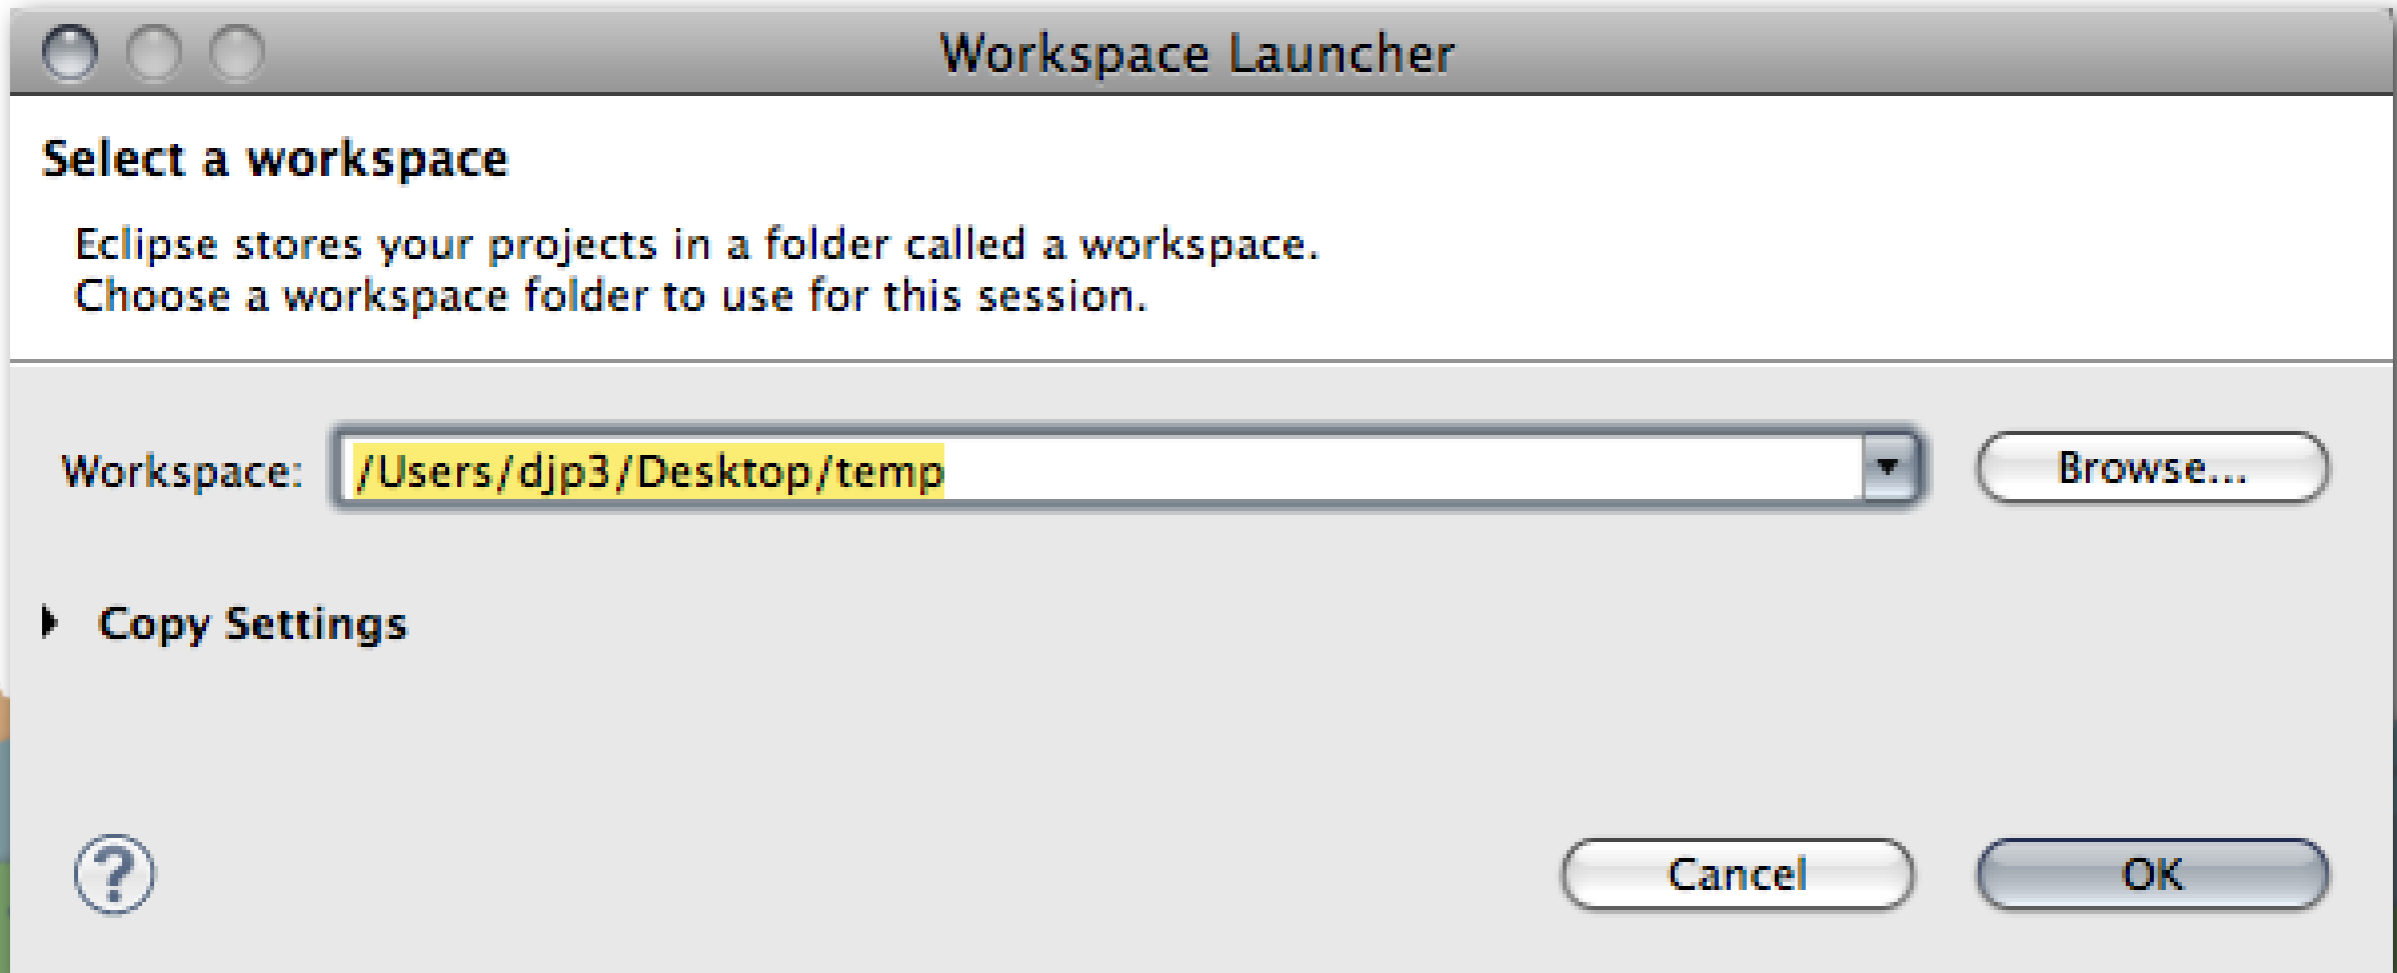 Workspace Launcher
Select a workspace
Eclipse stores your projects in a folder called a workspace.
Choose a workspace folder to use for this session.
Workspace: /Users/djp3/Desktop/temp Browse...
Copy Settings
? Cancel OK